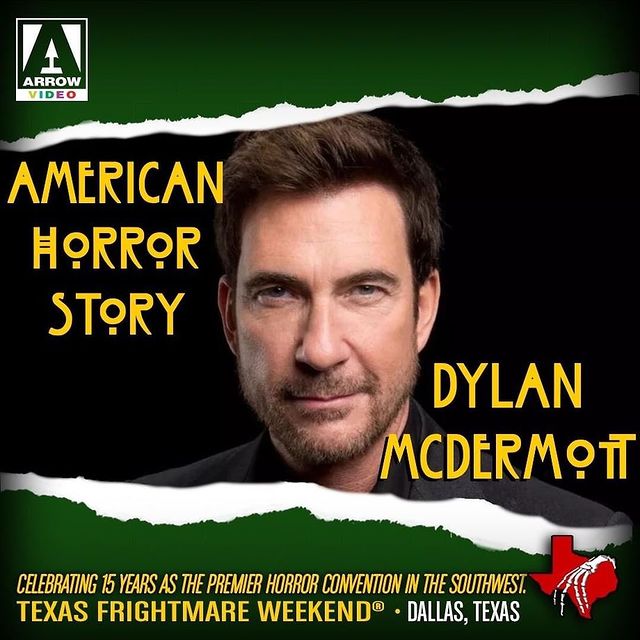 ARROW
VIDEO
AMERICAN
HORROR
STORY
DYLAN
MCDERMOTT
CELEBRATING 15 YEARS AS THE PREMIER HORROR CONVENTION IN THE SOUTHWEST.
TEXAS FRIGHTMARE WEEKEND® · DALLAS, TEXAS